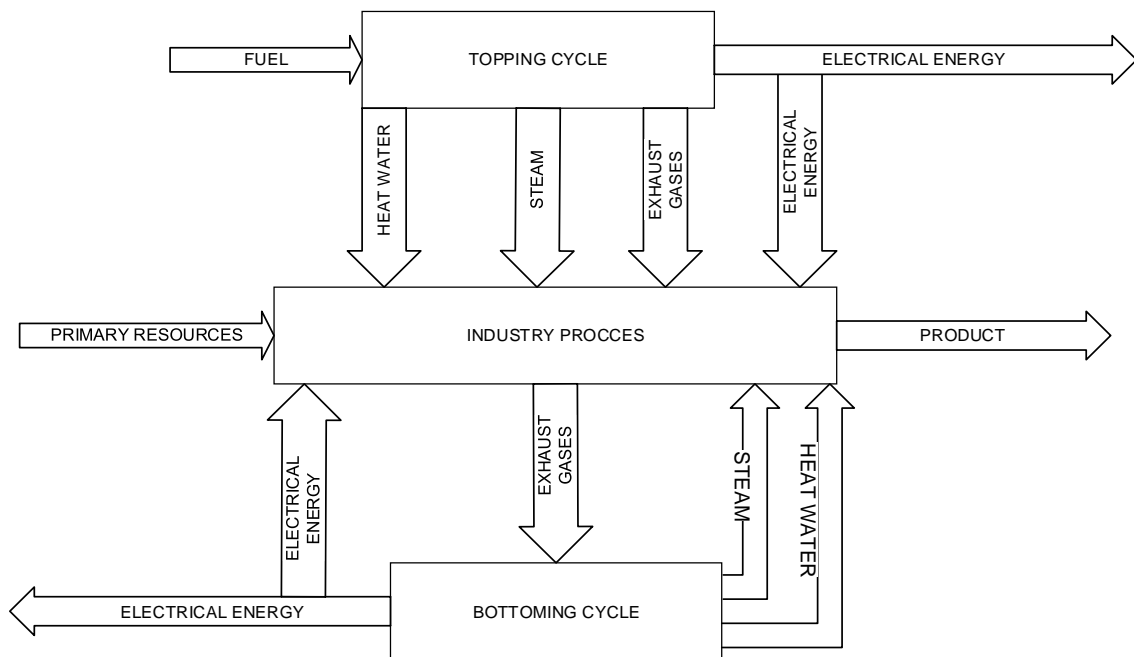 FUEL
TOPPING CYCLE
ELECTRICAL ENERGY
HEAT WATER
STEAM
EXHAUST
GASES
ELECTRICAL
ENERGY
PRIMARY RESOURCES
INDUSTRY PROCCES
PRODUCT
ELECTRICAL
ENERGY
EXHAUST
GASES
STEAM
HEAT WATER
ELECTRICAL ENERGY
BOTTOMING CYCLE